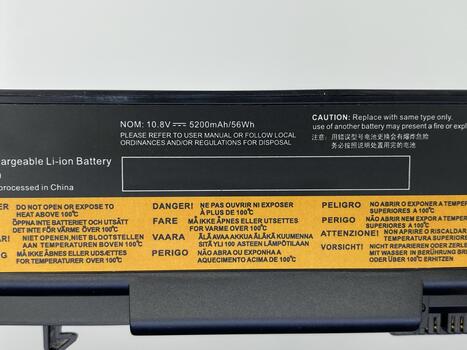 NOM: 10.8V ⎓ 5200mAh/56Wh
PLEASE REFER TO USER MANUAL OR FOLLOW LOCAL
ORDINANCES AND/OR REGULATIONS FOR DISPOSAL
CAUTION: Replace with same type only.
use of another battery may present a fire or explo
用错误型号电池更换会有爆炸危险
务必按照说明处置用完的电池
hargeable Li-ion Battery
)
processed in China
DO NOT OPEN OR EXPOSE TO
HEAT ABOVE 100℃
ÖPPNA INTE BATTERIET OCH UTSÄTT
DET INTE FÖR VÄRME ÖVER 100℃
NIET OPENEN, NIET BLOOTSTELLEN
AAN TEMPERATUREN BOVEN 100℃
MÅ IKKE ÅBNES ELLER UDSÆTTES
FOR TEMPERATURER OVER 100℃
DANGER!
NE PAS OUVRIR NI EXPOSER
À PLUS DE 100℃
FARE
MÅ IKKE ÅPNES ELLER UTSETTES
FOR VARME OVER 100℃
VAARA
ÄLÄ AVAA AKKUA ÄLÄKÄ KUUMENNA
SITÄ YLI 100 ASTEEN LÄMPÖTILAAN
PERIGO
NÃO ABRA OU EXPONHA A
AQUECIMENTO ACIMA DE 100℃
PELIGRO
NO ABRIR O EXPONER A TEMPER
SUPERIORES A 100℃
PERIGO
NÃO ABRIR NEM EXPOR A TEMPE
SUPERIORES A 100℃
ATTENZIONE!
NON APRIRE O RISCALDAR
TEMPERATURA SUPERIORE
VORSICHT!
NICHT REPARIEREN ODER ZERLE
MIT WASSER IN BERÜHRUNG BRIN
ODER ÜBER 100℃ ERHITZEN